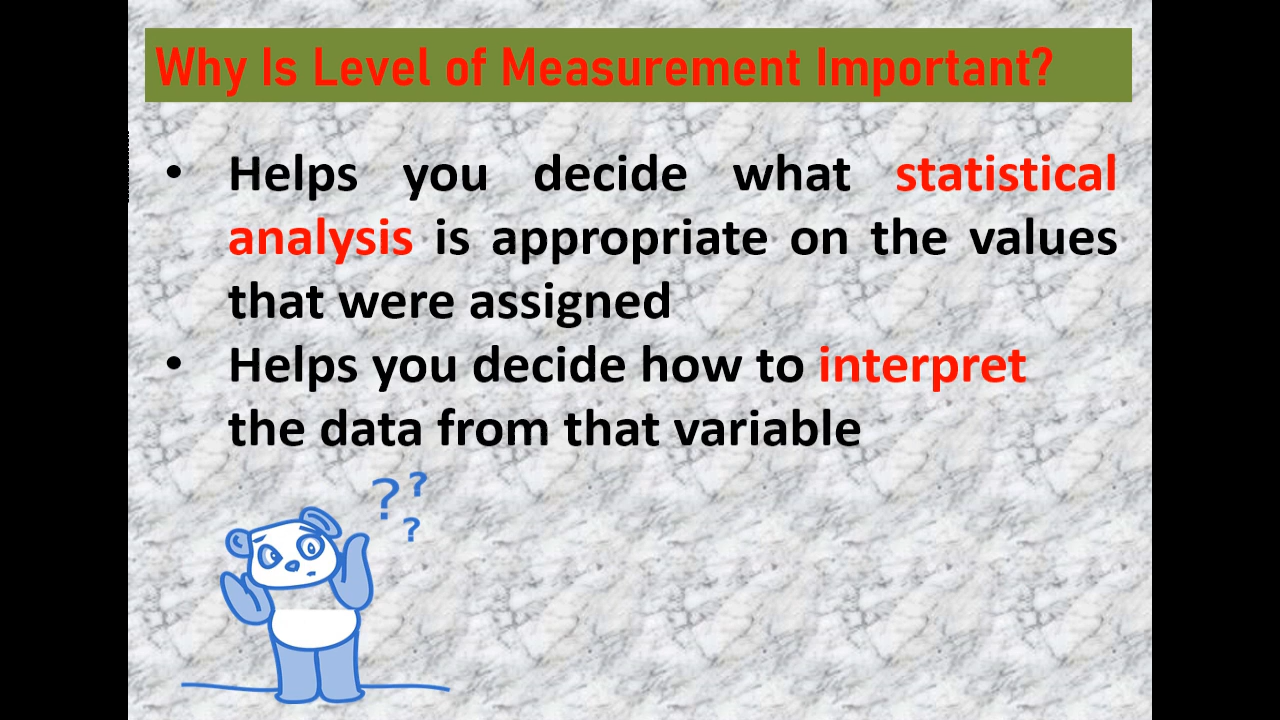 Why Is Level of Measurement Important?
• Helps you decide what statistical
analysis is appropriate on the values
that were assigned
• Helps you decide how to interpret
the data from that variable
? ?
?